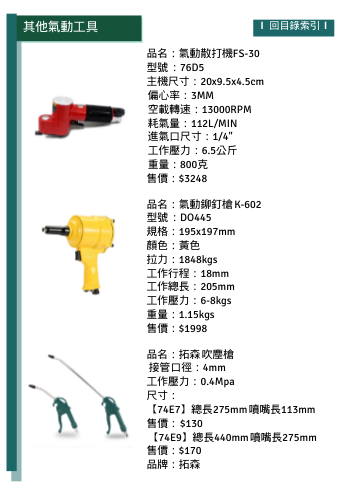 其他氣動工具
I 回目錄索引 I
品名：氣動散打機FS-30
型號：76D5
主機尺寸：20x9.5x4.5cm
偏心率：3MM
空載轉速：13000RPM
耗氣量：112L/MIN
進氣口尺寸：1/4"
工作壓力：6.5公斤
重量：800克
售價：$3248
品名：氣動鉚釘槍 K-602
型號：DO445
規格：195x197mm
顏色：黃色
拉力：1848kgs
工作行程：18mm
工作總長：205mm
工作壓力：6-8kgs
重量：1.15kgs
售價：$1998
品名：拓森 吹塵槍
接管口徑：4mm
工作壓力：0.4Mpa
尺寸：
【74E7】總長275mm 噴嘴長113mm
售價：$130
【74E9】總長440mm 噴嘴長275mm
售價：$170
品牌：拓森